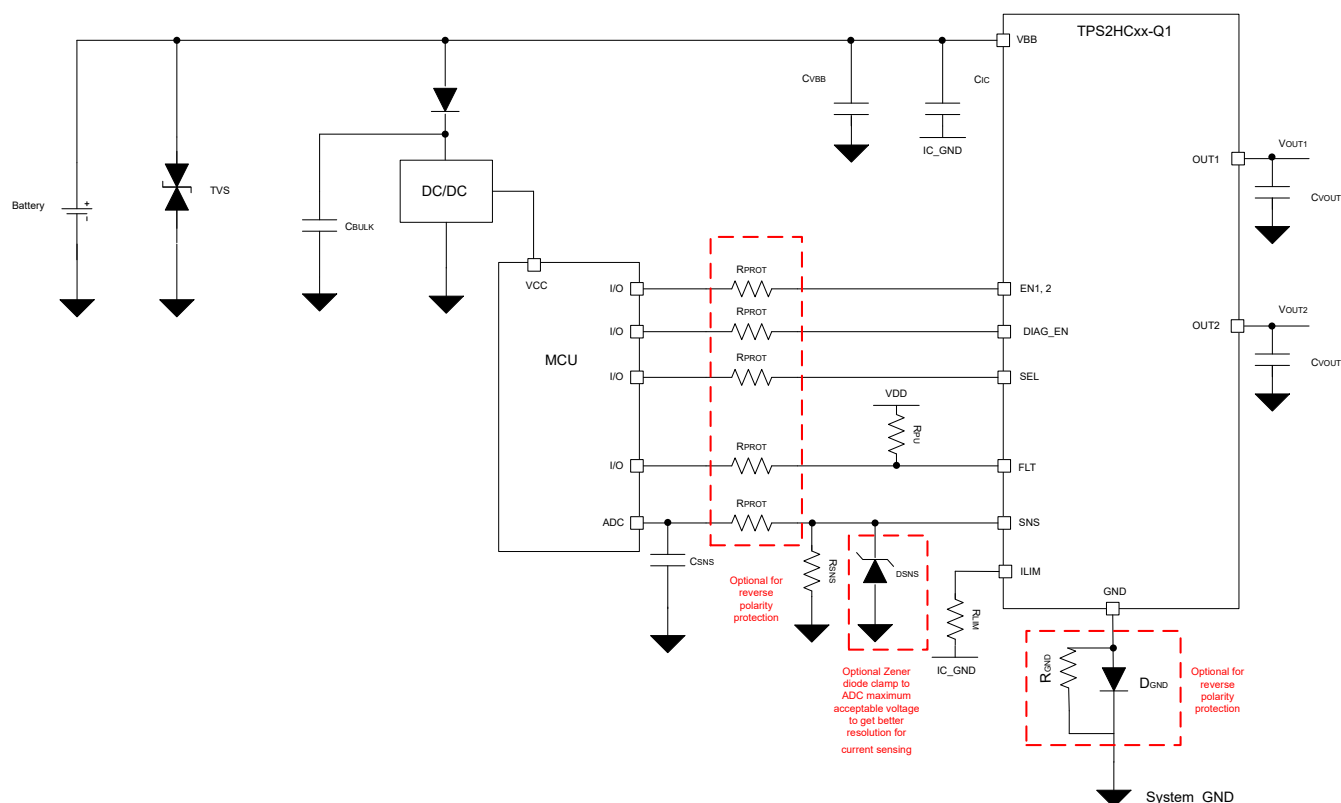 TPS2HCxx-Q1
VBB
CVBB
CIC
IC_GND
OUT1
VOUT1
CVOUT
TVS
DC/DC
Battery
+
-
CBULK
VCC
RPROT
I/O
EN1, 2
VOUT2
RPROT
I/O
DIAG_EN
OUT2
MCU
RPROT
CVOUT
I/O
SEL
VDD
RPU
RPROT
I/O
FLT
RPROT
ADC
SNS
CSNS
RSNS
DSNS
ILIM
Optional for
reverse
polarity
protection
RLIM
GND
IC_GND
Optional Zener
diode clamp to
ADC maximum
acceptable voltage
to get better
resolution for
current sensing
RGND
DGND
Optional for
reverse
polarity
protection
System GND